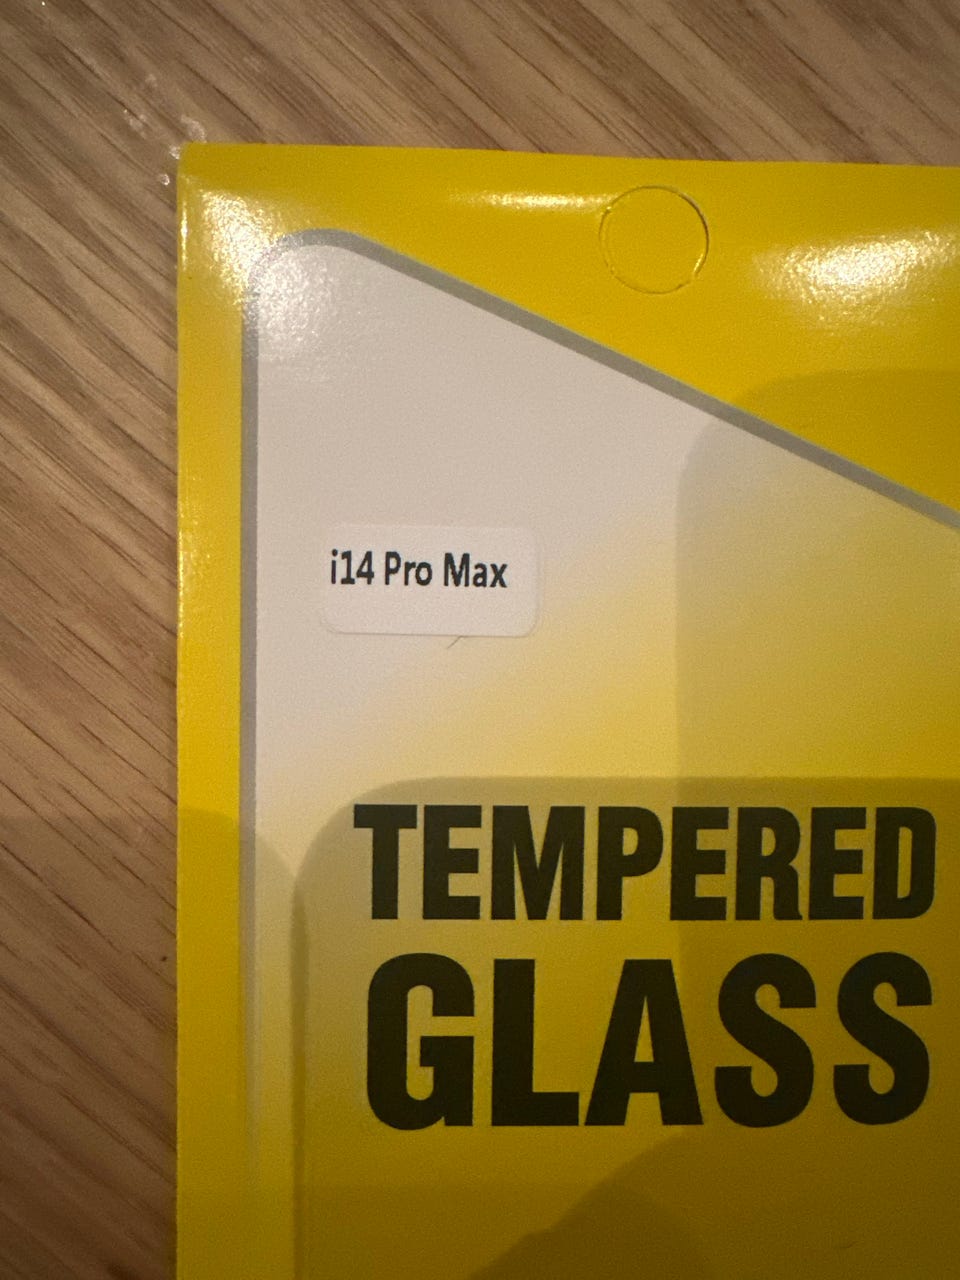 i14 Pro Max
TEMPERED
GLASS